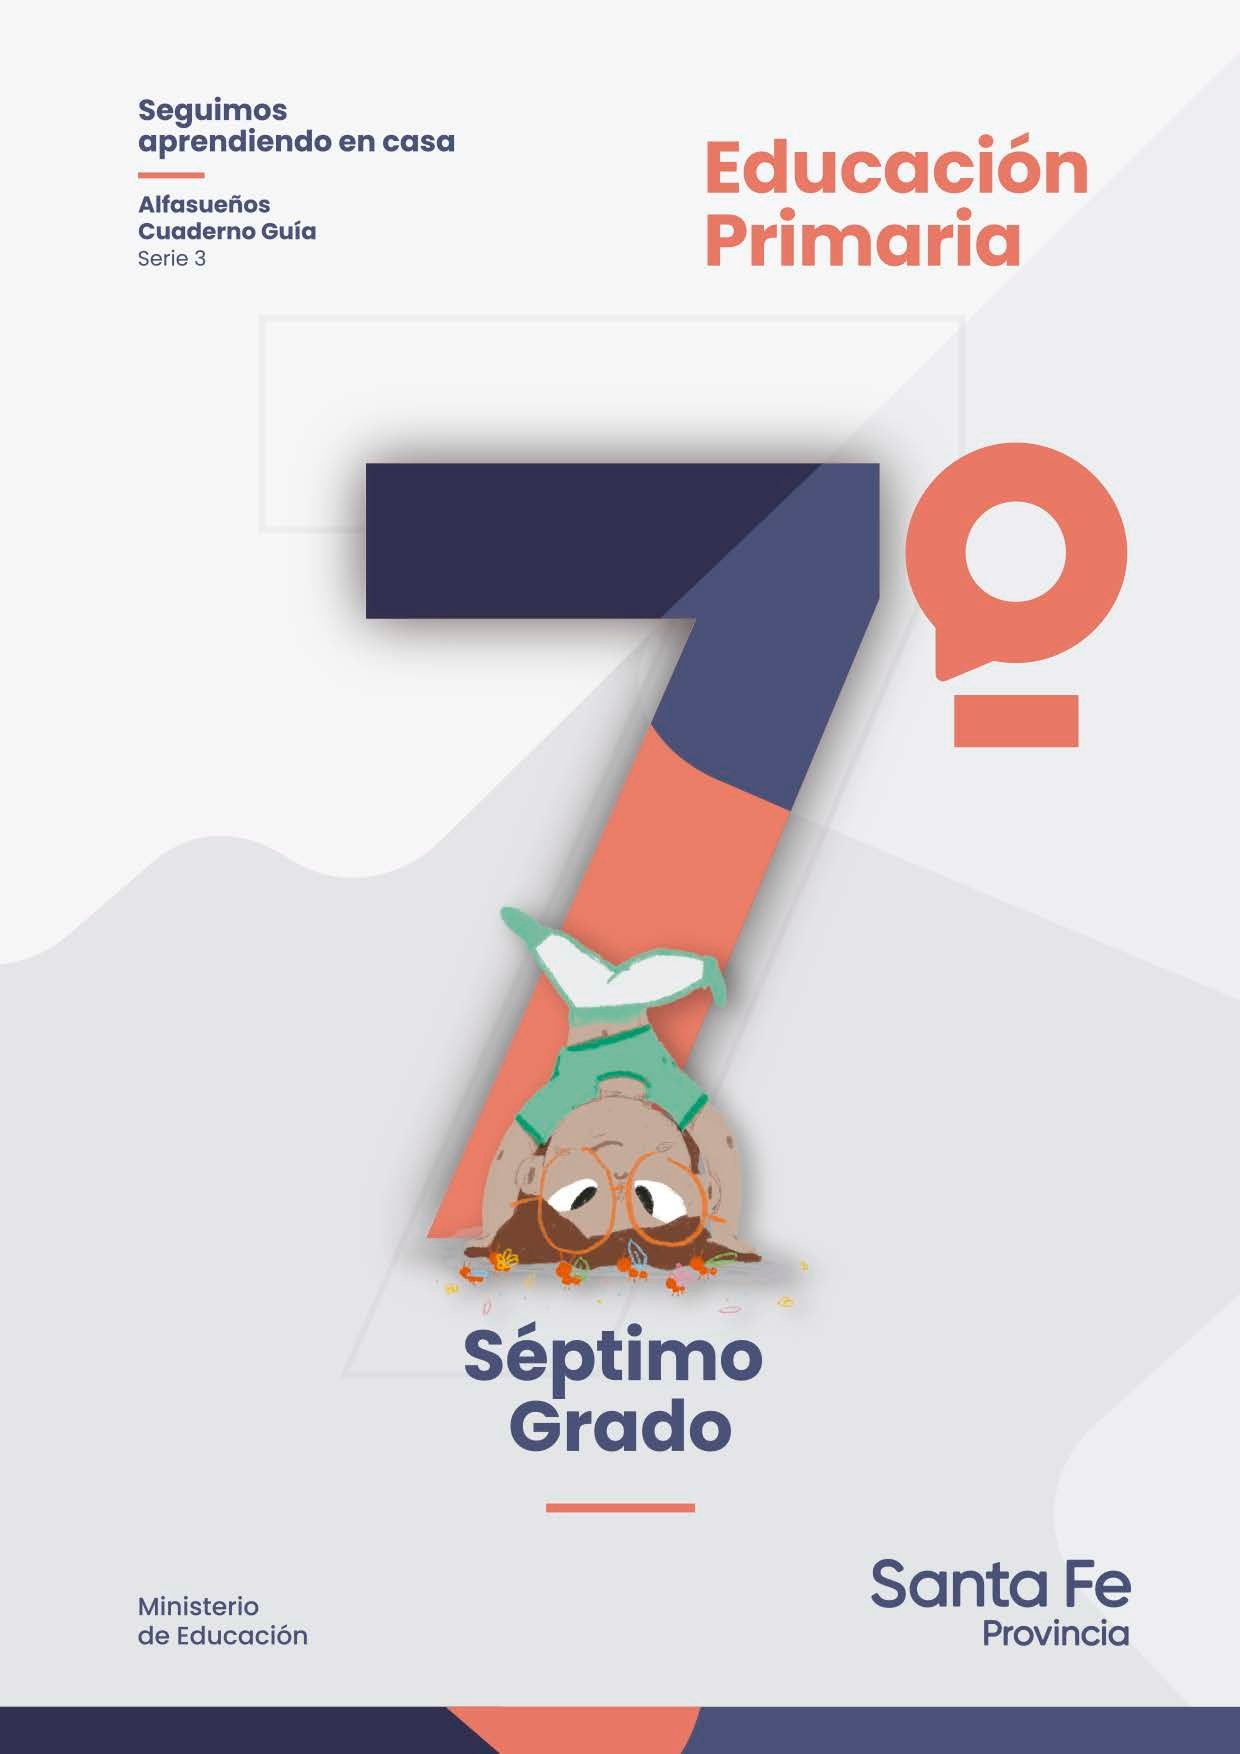 Seguimos
aprendiendo en casa
Alfasueños
Cuaderno Guía
Serie 3
Educación
Primaria
7º
Séptimo
Grado
Ministerio
de Educación
Santa Fe
Provincia